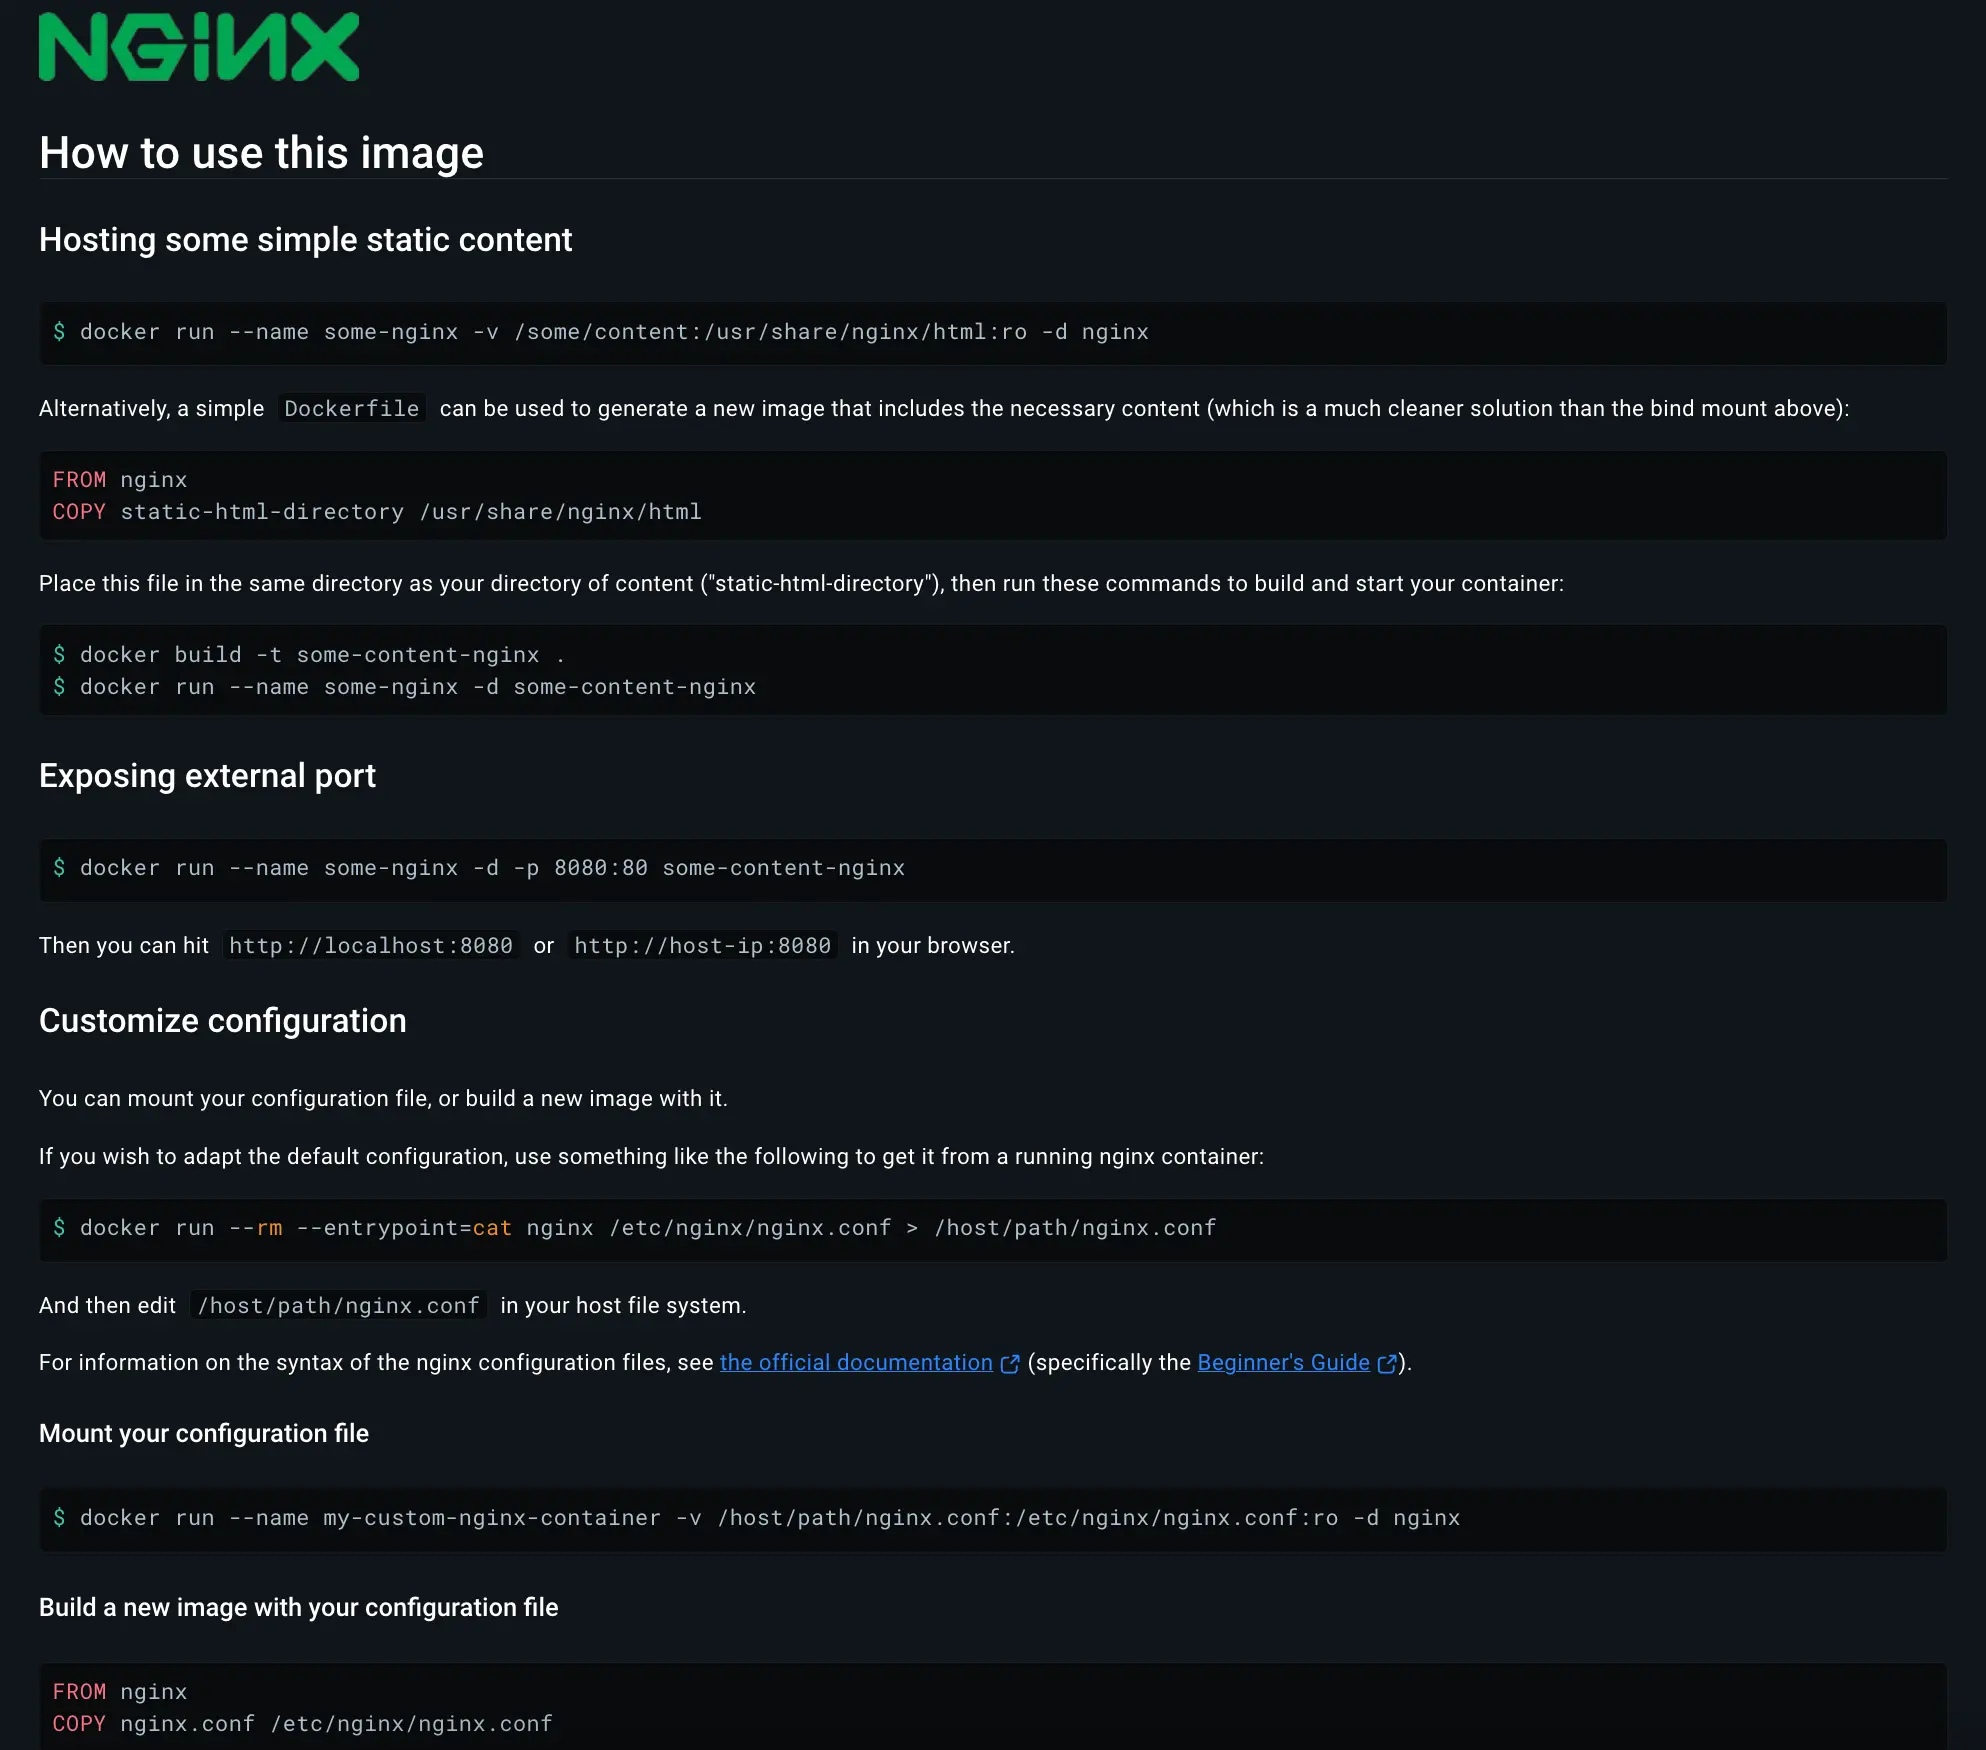 NGINX
How to use this image
Hosting some simple static content
$ docker run --name some-nginx -v /some/content:/usr/share/nginx/html:ro -d nginx
Alternatively, a simple Dockerfile can be used to generate a new image that includes the necessary content (which is a much cleaner solution than the bind mount above):
FROM nginx
COPY static-html-directory /usr/share/nginx/html
Place this file in the same directory as your directory of content ("static-html-directory"), then run these commands to build and start your container:
$ docker build -t some-content-nginx .
$ docker run --name some-nginx -d some-content-nginx
Exposing external port
$ docker run --name some-nginx -d -p 8080:80 some-content-nginx
Then you can hit http://localhost:8080 or http://host-ip:8080 in your browser.
Customize configuration
You can mount your configuration file, or build a new image with it.
If you wish to adapt the default configuration, use something like the following to get it from a running nginx container:
$ docker run --rm --entrypoint=cat nginx /etc/nginx/nginx.conf > /host/path/nginx.conf
And then edit /host/path/nginx.conf in your host file system.
For information on the syntax of the nginx configuration files, see the official documentation (specifically the Beginner's Guide).
Mount your configuration file
$ docker run --name my-custom-nginx-container -v /host/path/nginx.conf:/etc/nginx/nginx.conf:ro -d nginx
Build a new image with your configuration file
FROM nginx
COPY nginx.conf /etc/nginx/nginx.conf